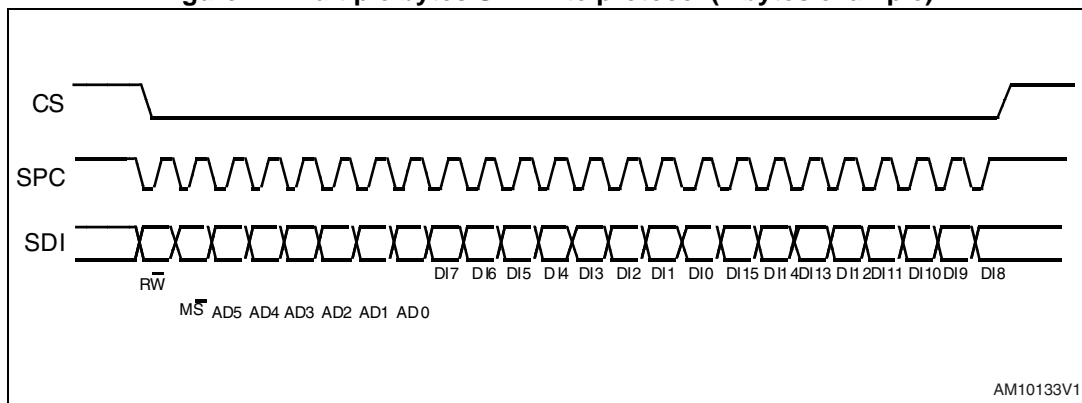 CS
SPC
SDI
RW
DI7 DI6 DI5 DI4 DI3 DI2 DI1 DI0 DI15 DI14 DI13 DI12 DI11 DI10 DI9 DI8
MS AD5 AD4 AD3 AD2 AD1 AD0
AM10133V1